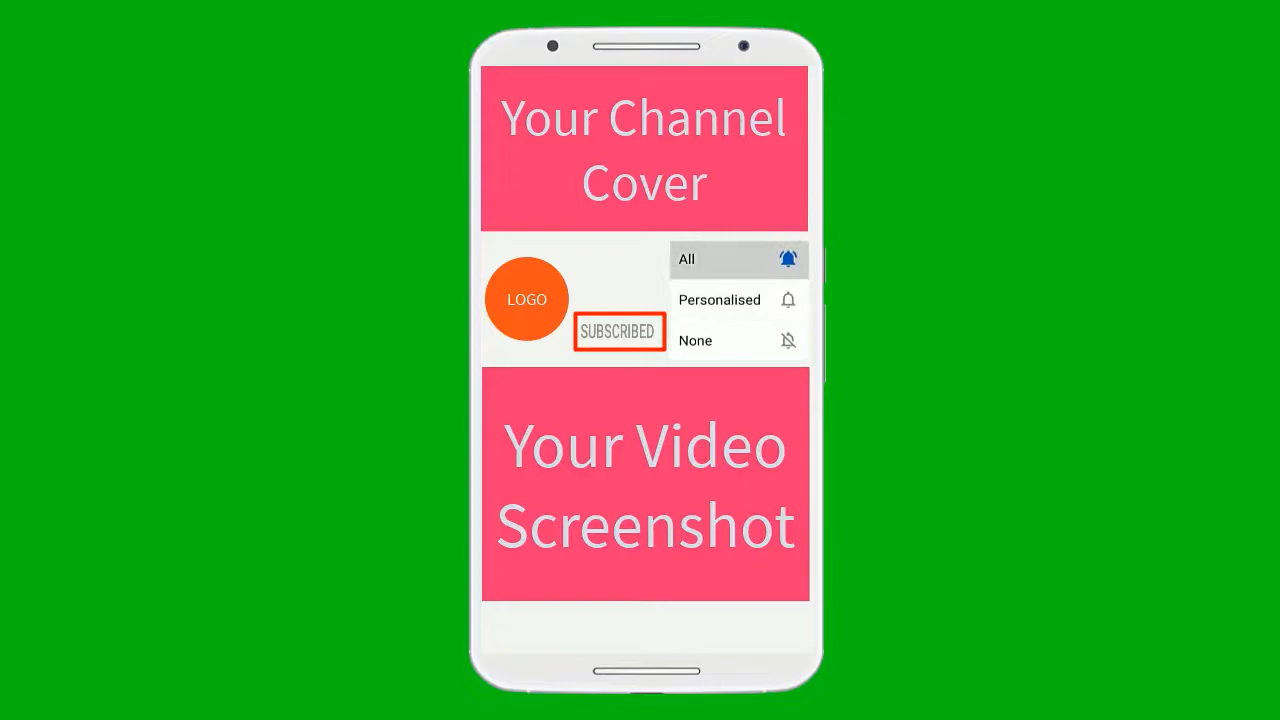 Your Channel
Cover
LOGO
SUBSCRIBED
All
Personalised
None
Your Video
Screenshot